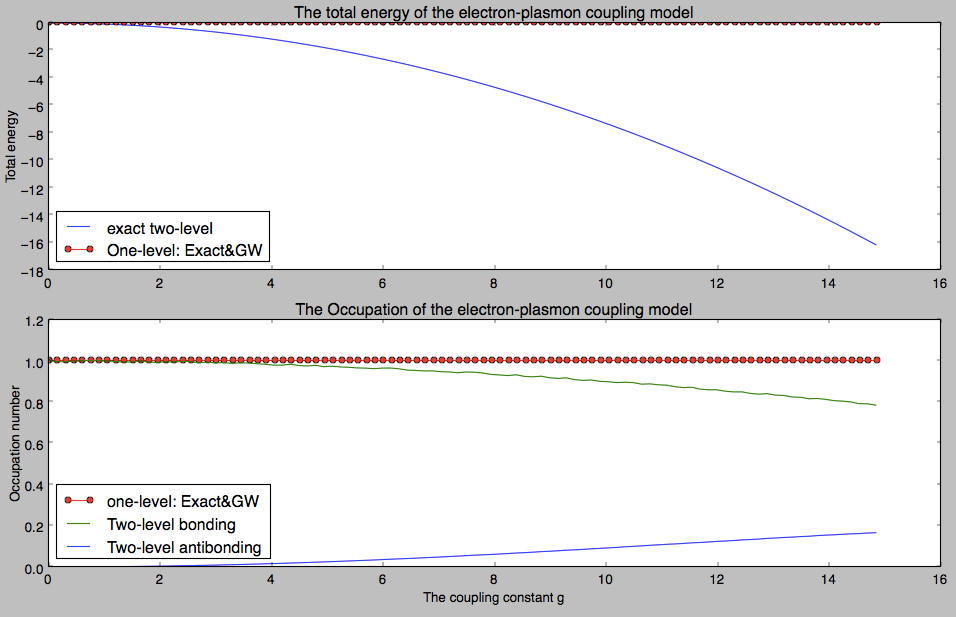 The total energy of the electron-plasmon coupling model
0
−2
−4
−6
−8
−10
−12
−14
−16
−18
Total energy
exact two-level
One-level: Exact&GW
0 2 4 6 8 10 12 14 16
The Occupation of the electron-plasmon coupling model
1.2
1.0
0.8
0.6
0.4
0.2
0.0
Occupation number
one-level: Exact&GW
Two-level bonding
Two-level antibonding
0 2 4 6 8 10 12 14 16
The coupling constant g